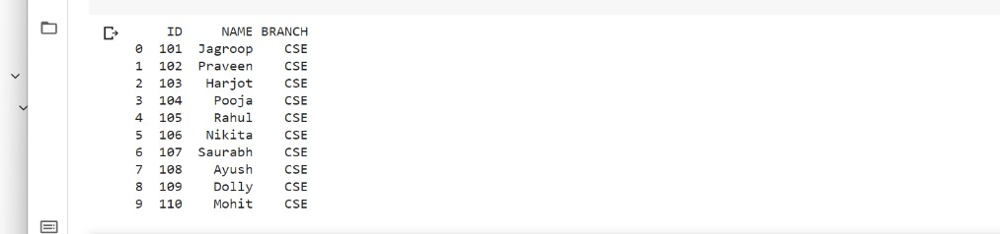 ID NAME BRANCH
0 101 Jagroop CSE
1 102 Praveen CSE
2 103 Harjot CSE
3 104 Pooja CSE
4 105 Rahul CSE
5 106 Nikita CSE
6 107 Saurabh CSE
7 108 Ayush CSE
8 109 Dolly CSE
9 110 Mohit CSE